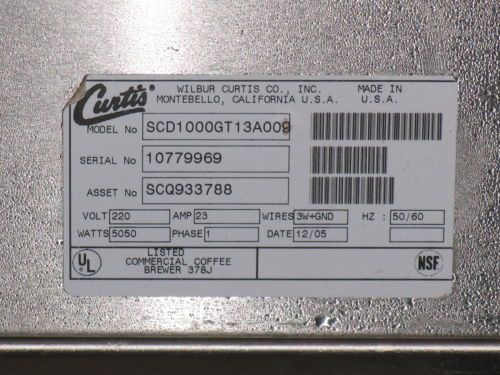 Curtis
WILBUR CURTIS CO., INC. MADE IN
MONTEBELLO, CALIFORNIA U.S.A. U.S.A.
MODEL No SCD1000GT13A009
SERIAL No 10779969
ASSET No SCQ933788
VOLT 220 AMP 23 WIRES 3W+GND HZ : 50/60
WATTS 5050 PHASE 1 DATE 12/05
UL LISTED NSF
COMMERCIAL COFFEE
BREWER 378J